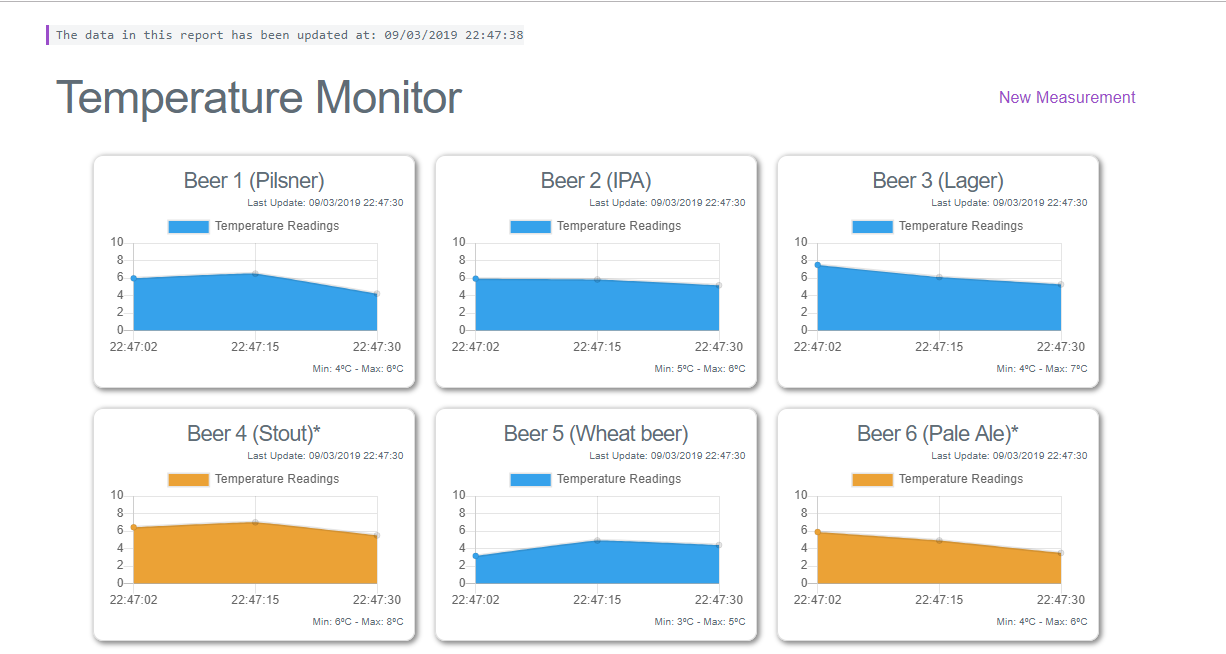 The data in this report has been updated at: 09/03/2019 22:47:38
Temperature Monitor
New Measurement
Beer 1 (Pilsner)
Last Update: 09/03/2019 22:47:30
Temperature Readings
10
8
6
4
2
0
22:47:02 22:47:15 22:47:30
Min: 4ºC - Max: 6ºC
Beer 2 (IPA)
Last Update: 09/03/2019 22:47:30
Temperature Readings
10
8
6
4
2
0
22:47:02 22:47:15 22:47:30
Min: 5ºC - Max: 6ºC
Beer 3 (Lager)
Last Update: 09/03/2019 22:47:30
Temperature Readings
10
8
6
4
2
0
22:47:02 22:47:15 22:47:30
Min: 4ºC - Max: 7ºC
Beer 4 (Stout)*
Last Update: 09/03/2019 22:47:30
Temperature Readings
10
8
6
4
2
0
22:47:02 22:47:15 22:47:30
Min: 6ºC - Max: 8ºC
Beer 5 (Wheat beer)
Last Update: 09/03/2019 22:47:30
Temperature Readings
10
8
6
4
2
0
22:47:02 22:47:15 22:47:30
Min: 3ºC - Max: 5ºC
Beer 6 (Pale Ale)*
Last Update: 09/03/2019 22:47:30
Temperature Readings
10
8
6
4
2
0
22:47:02 22:47:15 22:47:30
Min: 4ºC - Max: 6ºC